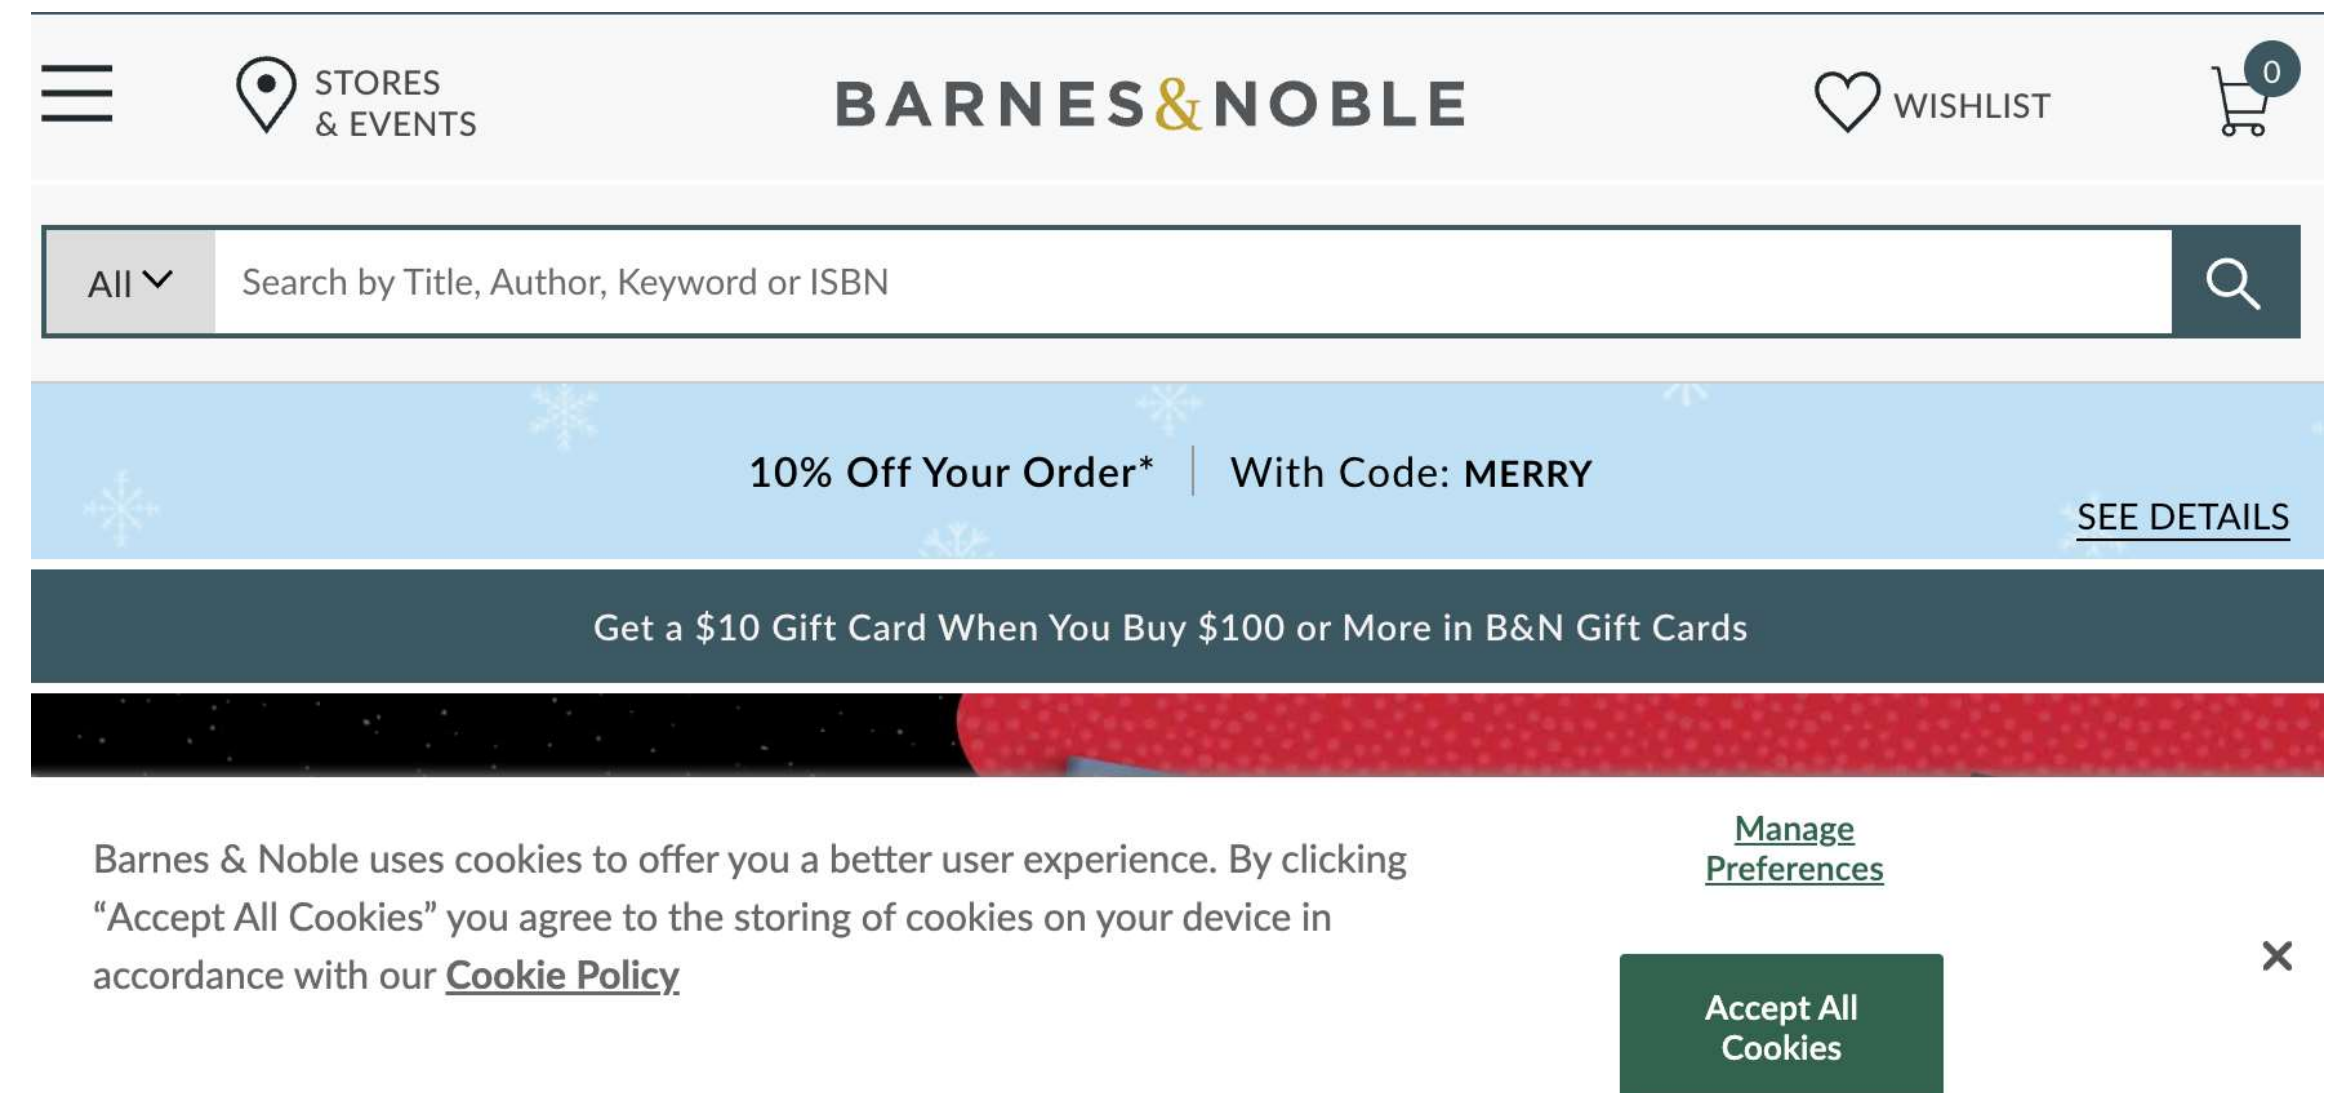 STORES
& EVENTS
BARNES&NOBLE
WISHLIST
0
All
Search by Title, Author, Keyword or ISBN
10% Off Your Order* | With Code: MERRY
SEE DETAILS
Get a $10 Gift Card When You Buy $100 or More in B&N Gift Cards
Barnes & Noble uses cookies to offer you a better user experience. By clicking
“Accept All Cookies” you agree to the storing of cookies on your device in
accordance with our Cookie Policy
Manage
Preferences
Accept All
Cookies